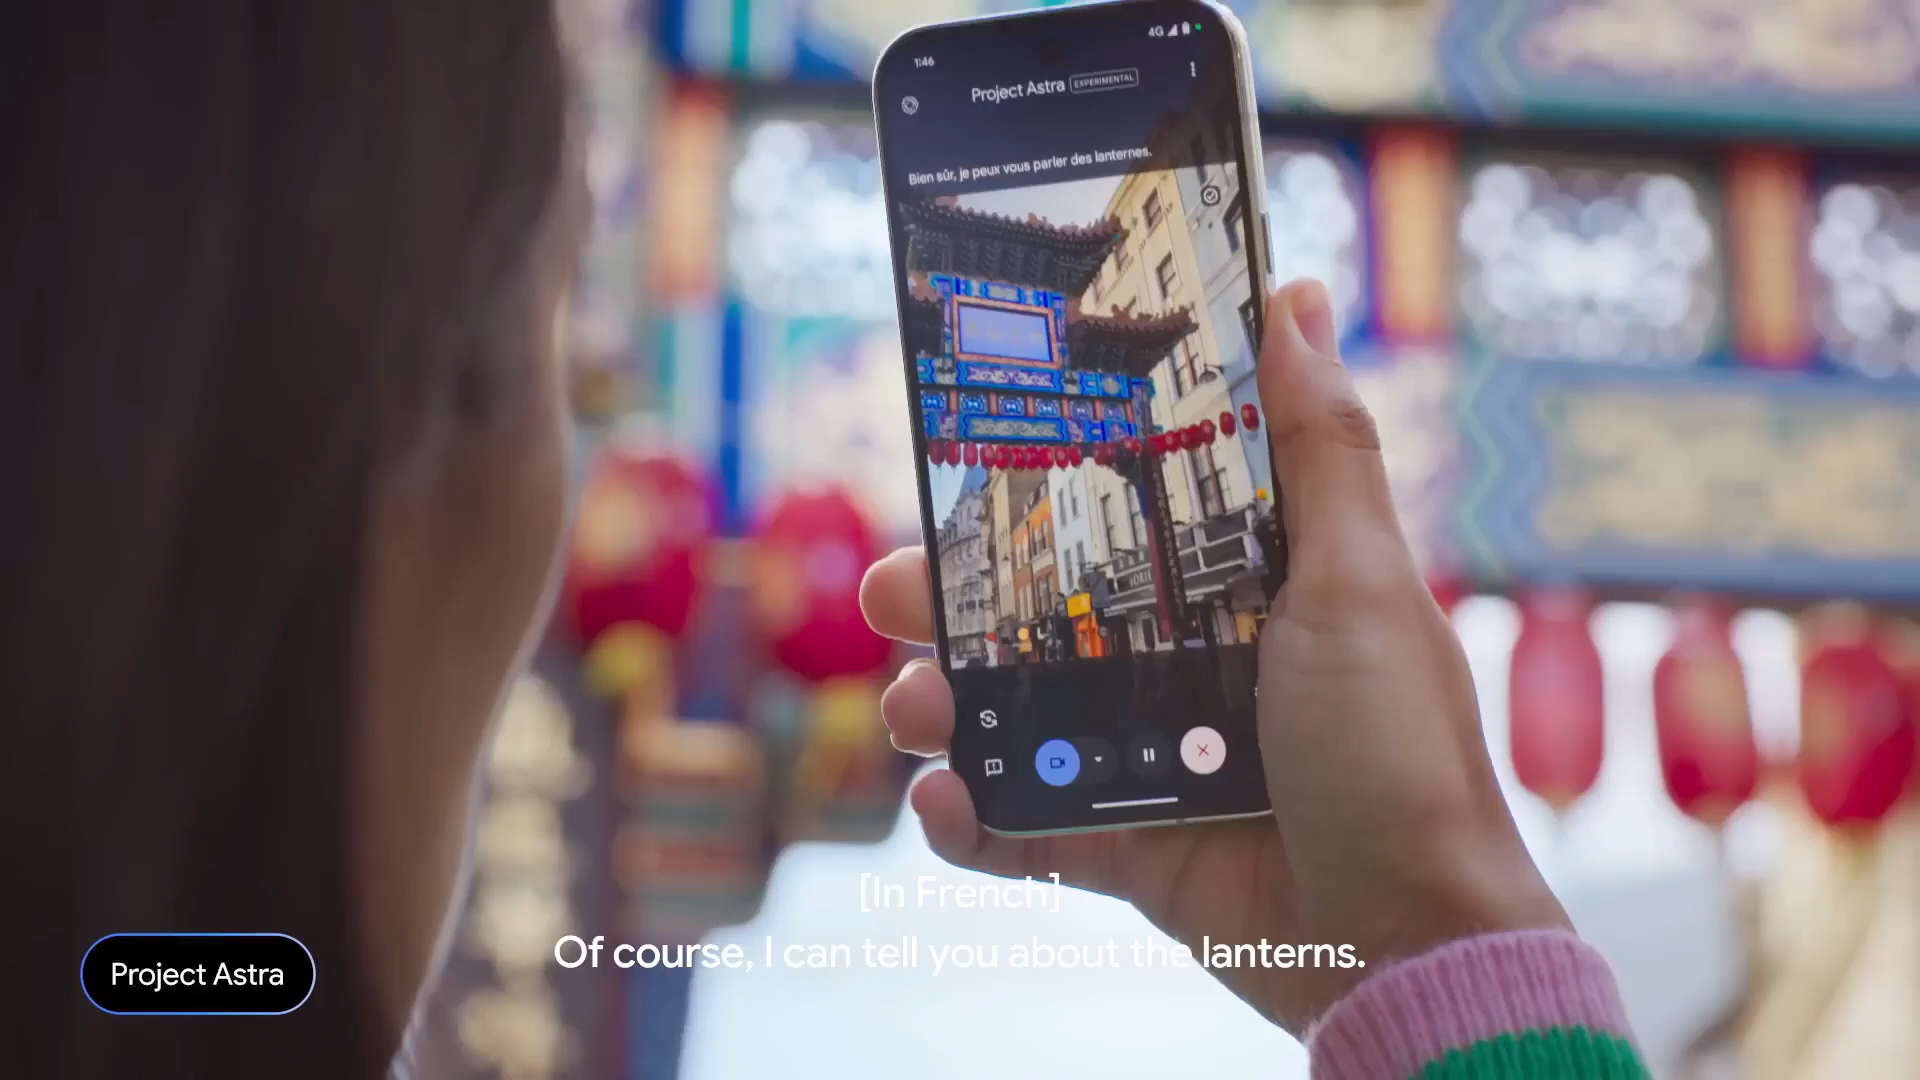 1:46
4G
Project Astra EXPERIMENTAL
Bien sûr, je peux vous parler des lanternes.
[In French]
Of course, I can tell you about the lanterns.
Project Astra